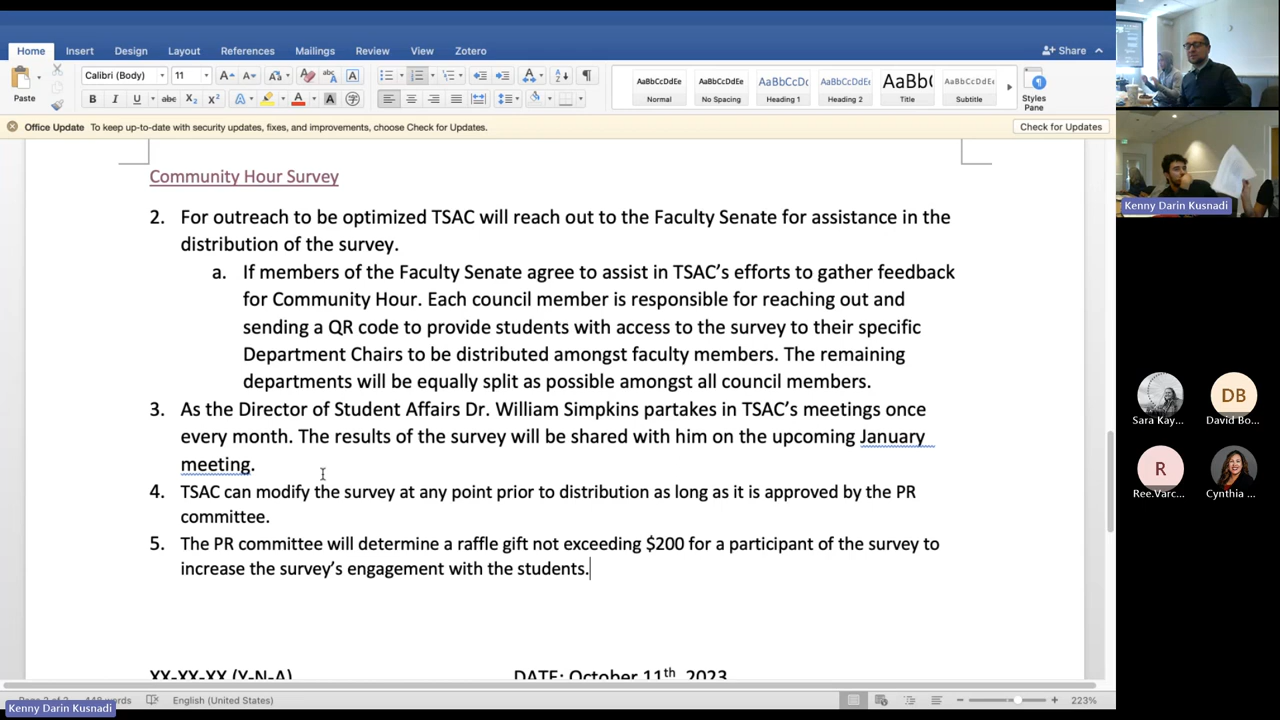 Home Insert Design Layout References Mailings Review View Zotero Share
Calibri (Body) 11
Paste
AaBbCcDdEe AaBbCcDdEe AaBbCcDc AaBbCcDdEe AaBb( AaBbCcDdEe
Normal No Spacing Heading 1 Heading 2 Title Subtitle Styles Pane
Office Update To keep up-to-date with security updates, fixes, and improvements, choose Check for Updates. Check for Updates
Community Hour Survey
2. For outreach to be optimized TSAC will reach out to the Faculty Senate for assistance in the
distribution of the survey.
a. If members of the Faculty Senate agree to assist in TSAC’s efforts to gather feedback
for Community Hour. Each council member is responsible for reaching out and
sending a QR code to provide students with access to the survey to their specific
Department Chairs to be distributed amongst faculty members. The remaining
departments will be equally split as possible amongst all council members.
3. As the Director of Student Affairs Dr. William Simpkins partakes in TSAC’s meetings once
every month. The results of the survey will be shared with him on the upcoming January
meeting.
4. TSAC can modify the survey at any point prior to distribution as long as it is approved by the PR
committee.
5. The PR committee will determine a raffle gift not exceeding $200 for a participant of the survey to
increase the survey’s engagement with the students.
XX-XX-XX (Y-N-A) DATE: October 11th, 2023
English (United States) 223%
Kenny Darin Kusnadi
Kenny Darin Kusnadi
Sara Kay... David Bo...
R
DB
Ree.Varc... Cynthia ...